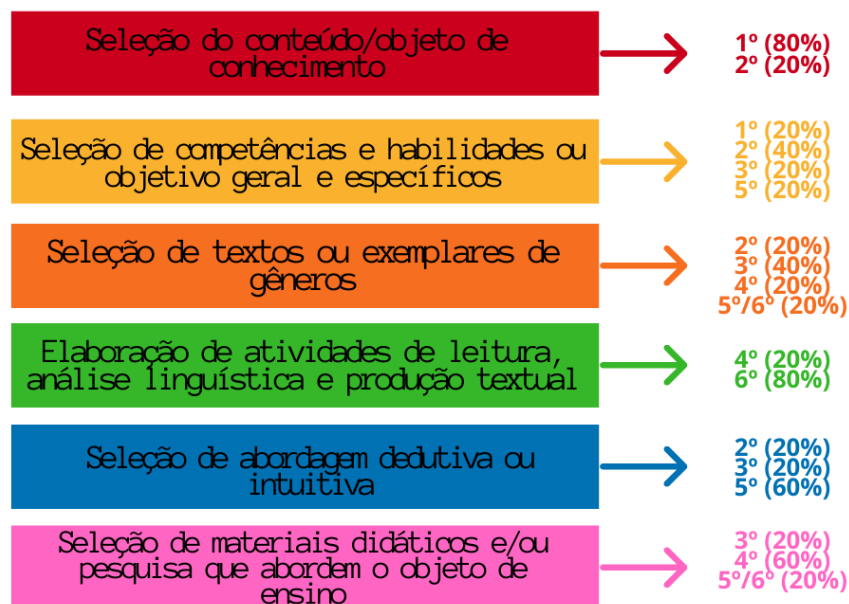 Seleção do conteúdo/objeto de
conhecimento
1º (80%)
2º (20%)
Seleção de competências e habilidades ou
objetivo geral e específicos
1º (20%)
2º (40%)
3º (20%)
5º (20%)
Seleção de textos ou exemplares de
gêneros
2º (20%)
3º (40%)
4º (20%)
5º/6º (20%)
Elaboração de atividades de leitura,
análise linguística e produção textual
4º (20%)
6º (80%)
Seleção de abordagem dedutiva ou
intuitiva
2º (20%)
3º (20%)
5º (60%)
Seleção de materiais didáticos e/ou
pesquisa que abordem o objeto de
ensino
3º (20%)
4º (60%)
5º/6º (20%)